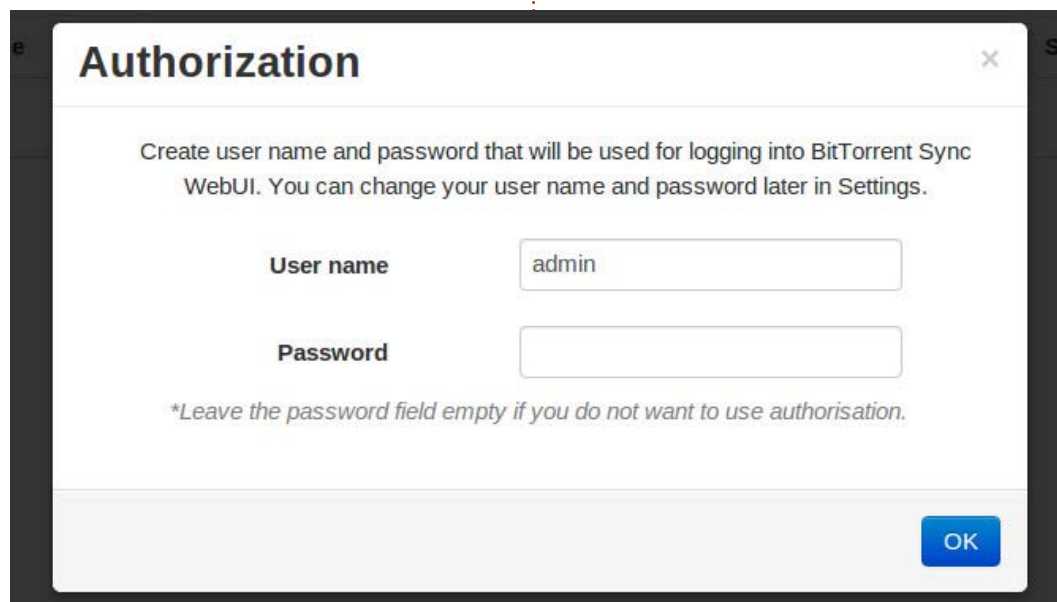 Authorization
×
Create user name and password that will be used for logging into BitTorrent Sync
WebUI. You can change your user name and password later in Settings.
User name
admin
Password
*Leave the password field empty if you do not want to use authorisation.
OK